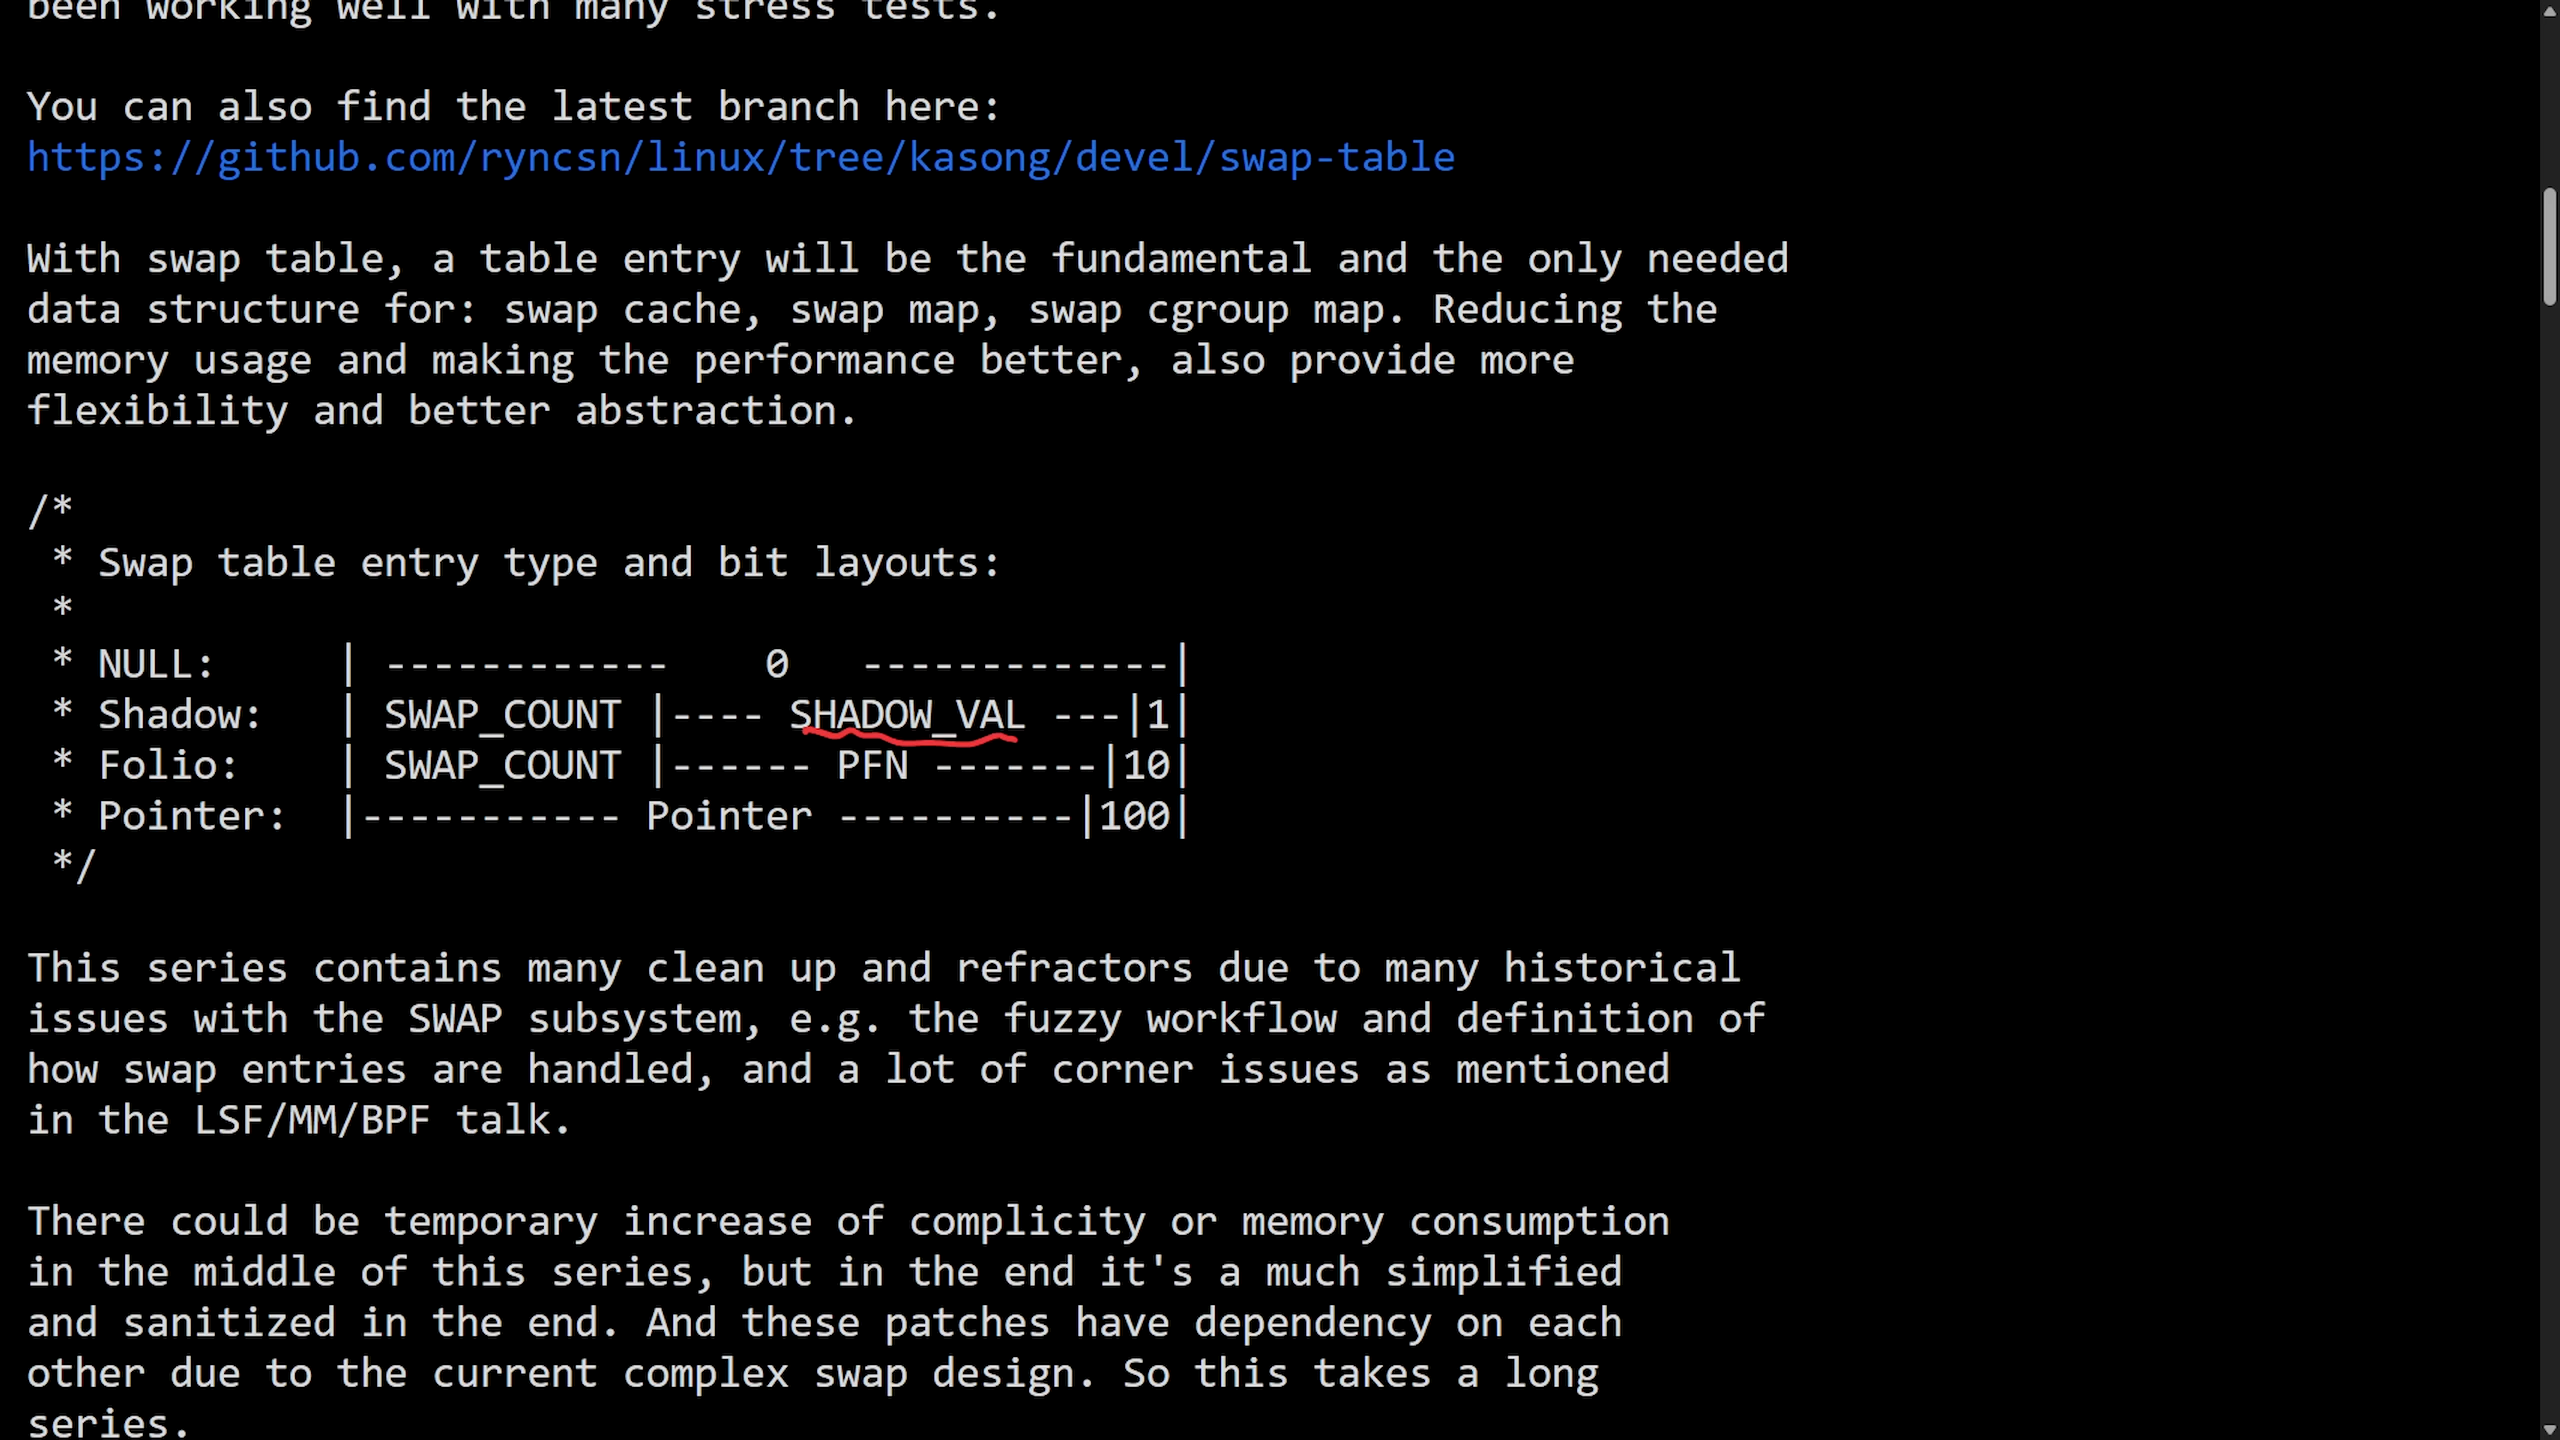 been working well with many stress tests.
You can also find the latest branch here:
https://github.com/ryncsn/linux/tree/kasong/devel/swap-table
With swap table, a table entry will be the fundamental and the only needed
data structure for: swap cache, swap map, swap cgroup map. Reducing the
memory usage and making the performance better, also provide more
flexibility and better abstraction.
/*
 * Swap table entry type and bit layouts:
 *
 * NULL:     | ------------    0   -------------|
 * Shadow:   | SWAP_COUNT |---- SHADOW_VAL ---|1|
 * Folio:    | SWAP_COUNT |------ PFN -------|10|
 * Pointer:  |----------- Pointer ----------|100|
 */
This series contains many clean up and refractors due to many historical
issues with the SWAP subsystem, e.g. the fuzzy workflow and definition of
how swap entries are handled, and a lot of corner issues as mentioned
in the LSF/MM/BPF talk.
There could be temporary increase of complicity or memory consumption
in the middle of this series, but in the end it's a much simplified
and sanitized in the end. And these patches have dependency on each
other due to the current complex swap design. So this takes a long
series.